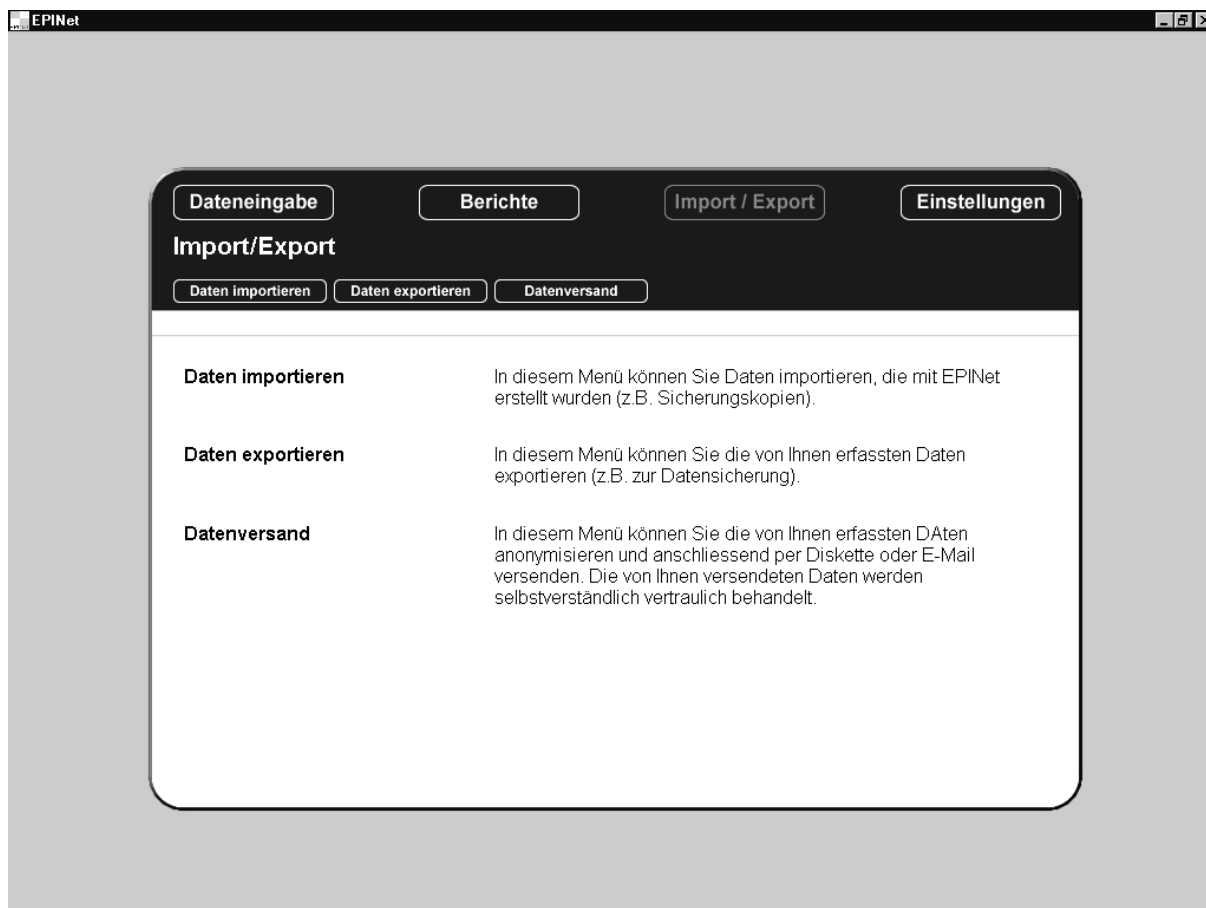 EPINet
Dateneingabe Berichte Import / Export Einstellungen
Import/Export
Daten importieren Daten exportieren Datenversand
Daten importieren In diesem Menü können Sie Daten importieren, die mit EPINet
erstellt wurden (z.B. Sicherungskopien).
Daten exportieren In diesem Menü können Sie die von Ihnen erfassten Daten
exportieren (z.B. zur Datensicherung).
Datenversand In diesem Menü können Sie die von Ihnen erfassten DAten
anonymisieren und anschliessend per Diskette oder E-Mail
versenden. Die von Ihnen versendeten Daten werden
selbstverständlich vertraulich behandelt.